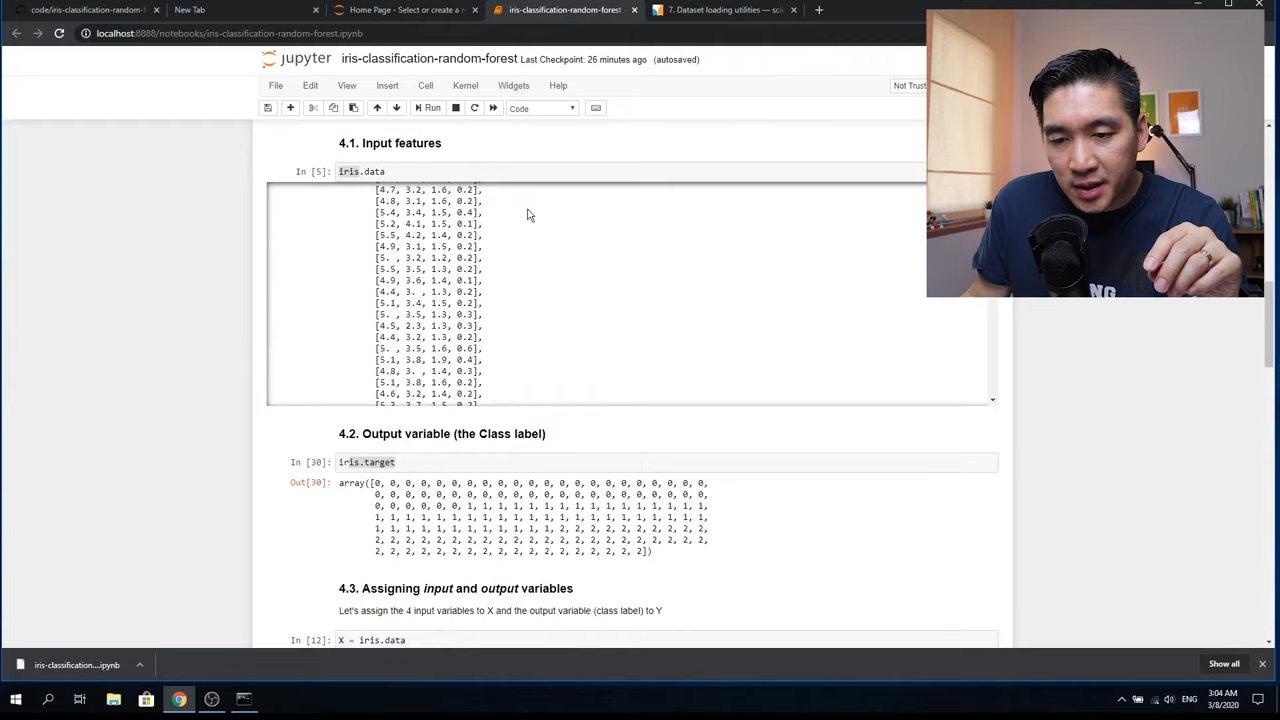 code/iris-classification-random-f
New Tab
Home Page - Select or create a n
iris-classification-random-forest
7. Dataset loading utilities — sci
localhost:8888/notebooks/iris-classification-random-forest.ipynb
jupyter iris-classification-random-forest Last Checkpoint: 26 minutes ago (autosaved)
File Edit View Insert Cell Kernel Widgets Help
Not Trust
Run
Code
4.1. Input features
In [5]: iris.data
[4.7, 3.2, 1.6, 0.2],
[4.8, 3.1, 1.6, 0.2],
[5.4, 3.4, 1.5, 0.4],
[5.2, 4.1, 1.5, 0.1],
[5.5, 4.2, 1.4, 0.2],
[4.9, 3.1, 1.5, 0.2],
[5. , 3.2, 1.2, 0.2],
[5.5, 3.5, 1.3, 0.2],
[4.9, 3.6, 1.4, 0.1],
[4.4, 3. , 1.3, 0.2],
[5.1, 3.4, 1.5, 0.2],
[5. , 3.5, 1.3, 0.3],
[4.5, 2.3, 1.3, 0.3],
[4.4, 3.2, 1.3, 0.2],
[5. , 3.5, 1.6, 0.6],
[5.1, 3.8, 1.9, 0.4],
[4.8, 3. , 1.4, 0.3],
[5.1, 3.8, 1.6, 0.2],
[4.6, 3.2, 1.4, 0.2],
[5.3, 3.7, 1.5, 0.2],
4.2. Output variable (the Class label)
In [30]: iris.target
Out[30]: array([0, 0, 0, 0, 0, 0, 0, 0, 0, 0, 0, 0, 0, 0, 0, 0, 0, 0, 0, 0, 0, 0,
0, 0, 0, 0, 0, 0, 0, 0, 0, 0, 0, 0, 0, 0, 0, 0, 0, 0, 0, 0, 0, 0,
0, 0, 0, 0, 0, 0, 1, 1, 1, 1, 1, 1, 1, 1, 1, 1, 1, 1, 1, 1, 1, 1,
1, 1, 1, 1, 1, 1, 1, 1, 1, 1, 1, 1, 1, 1, 1, 1, 1, 1, 1, 1, 1, 1,
1, 1, 1, 1, 1, 1, 1, 1, 1, 1, 1, 1, 2, 2, 2, 2, 2, 2, 2, 2, 2, 2,
2, 2, 2, 2, 2, 2, 2, 2, 2, 2, 2, 2, 2, 2, 2, 2, 2, 2, 2, 2, 2, 2,
2, 2, 2, 2, 2, 2, 2, 2, 2, 2, 2, 2, 2, 2, 2, 2, 2, 2])
4.3. Assigning input and output variables
Let's assign the 4 input variables to X and the output variable (class label) to Y
In [12]: X = iris.data
iris-classification....ipynb
Show all
ENG
3:04 AM
3/8/2020